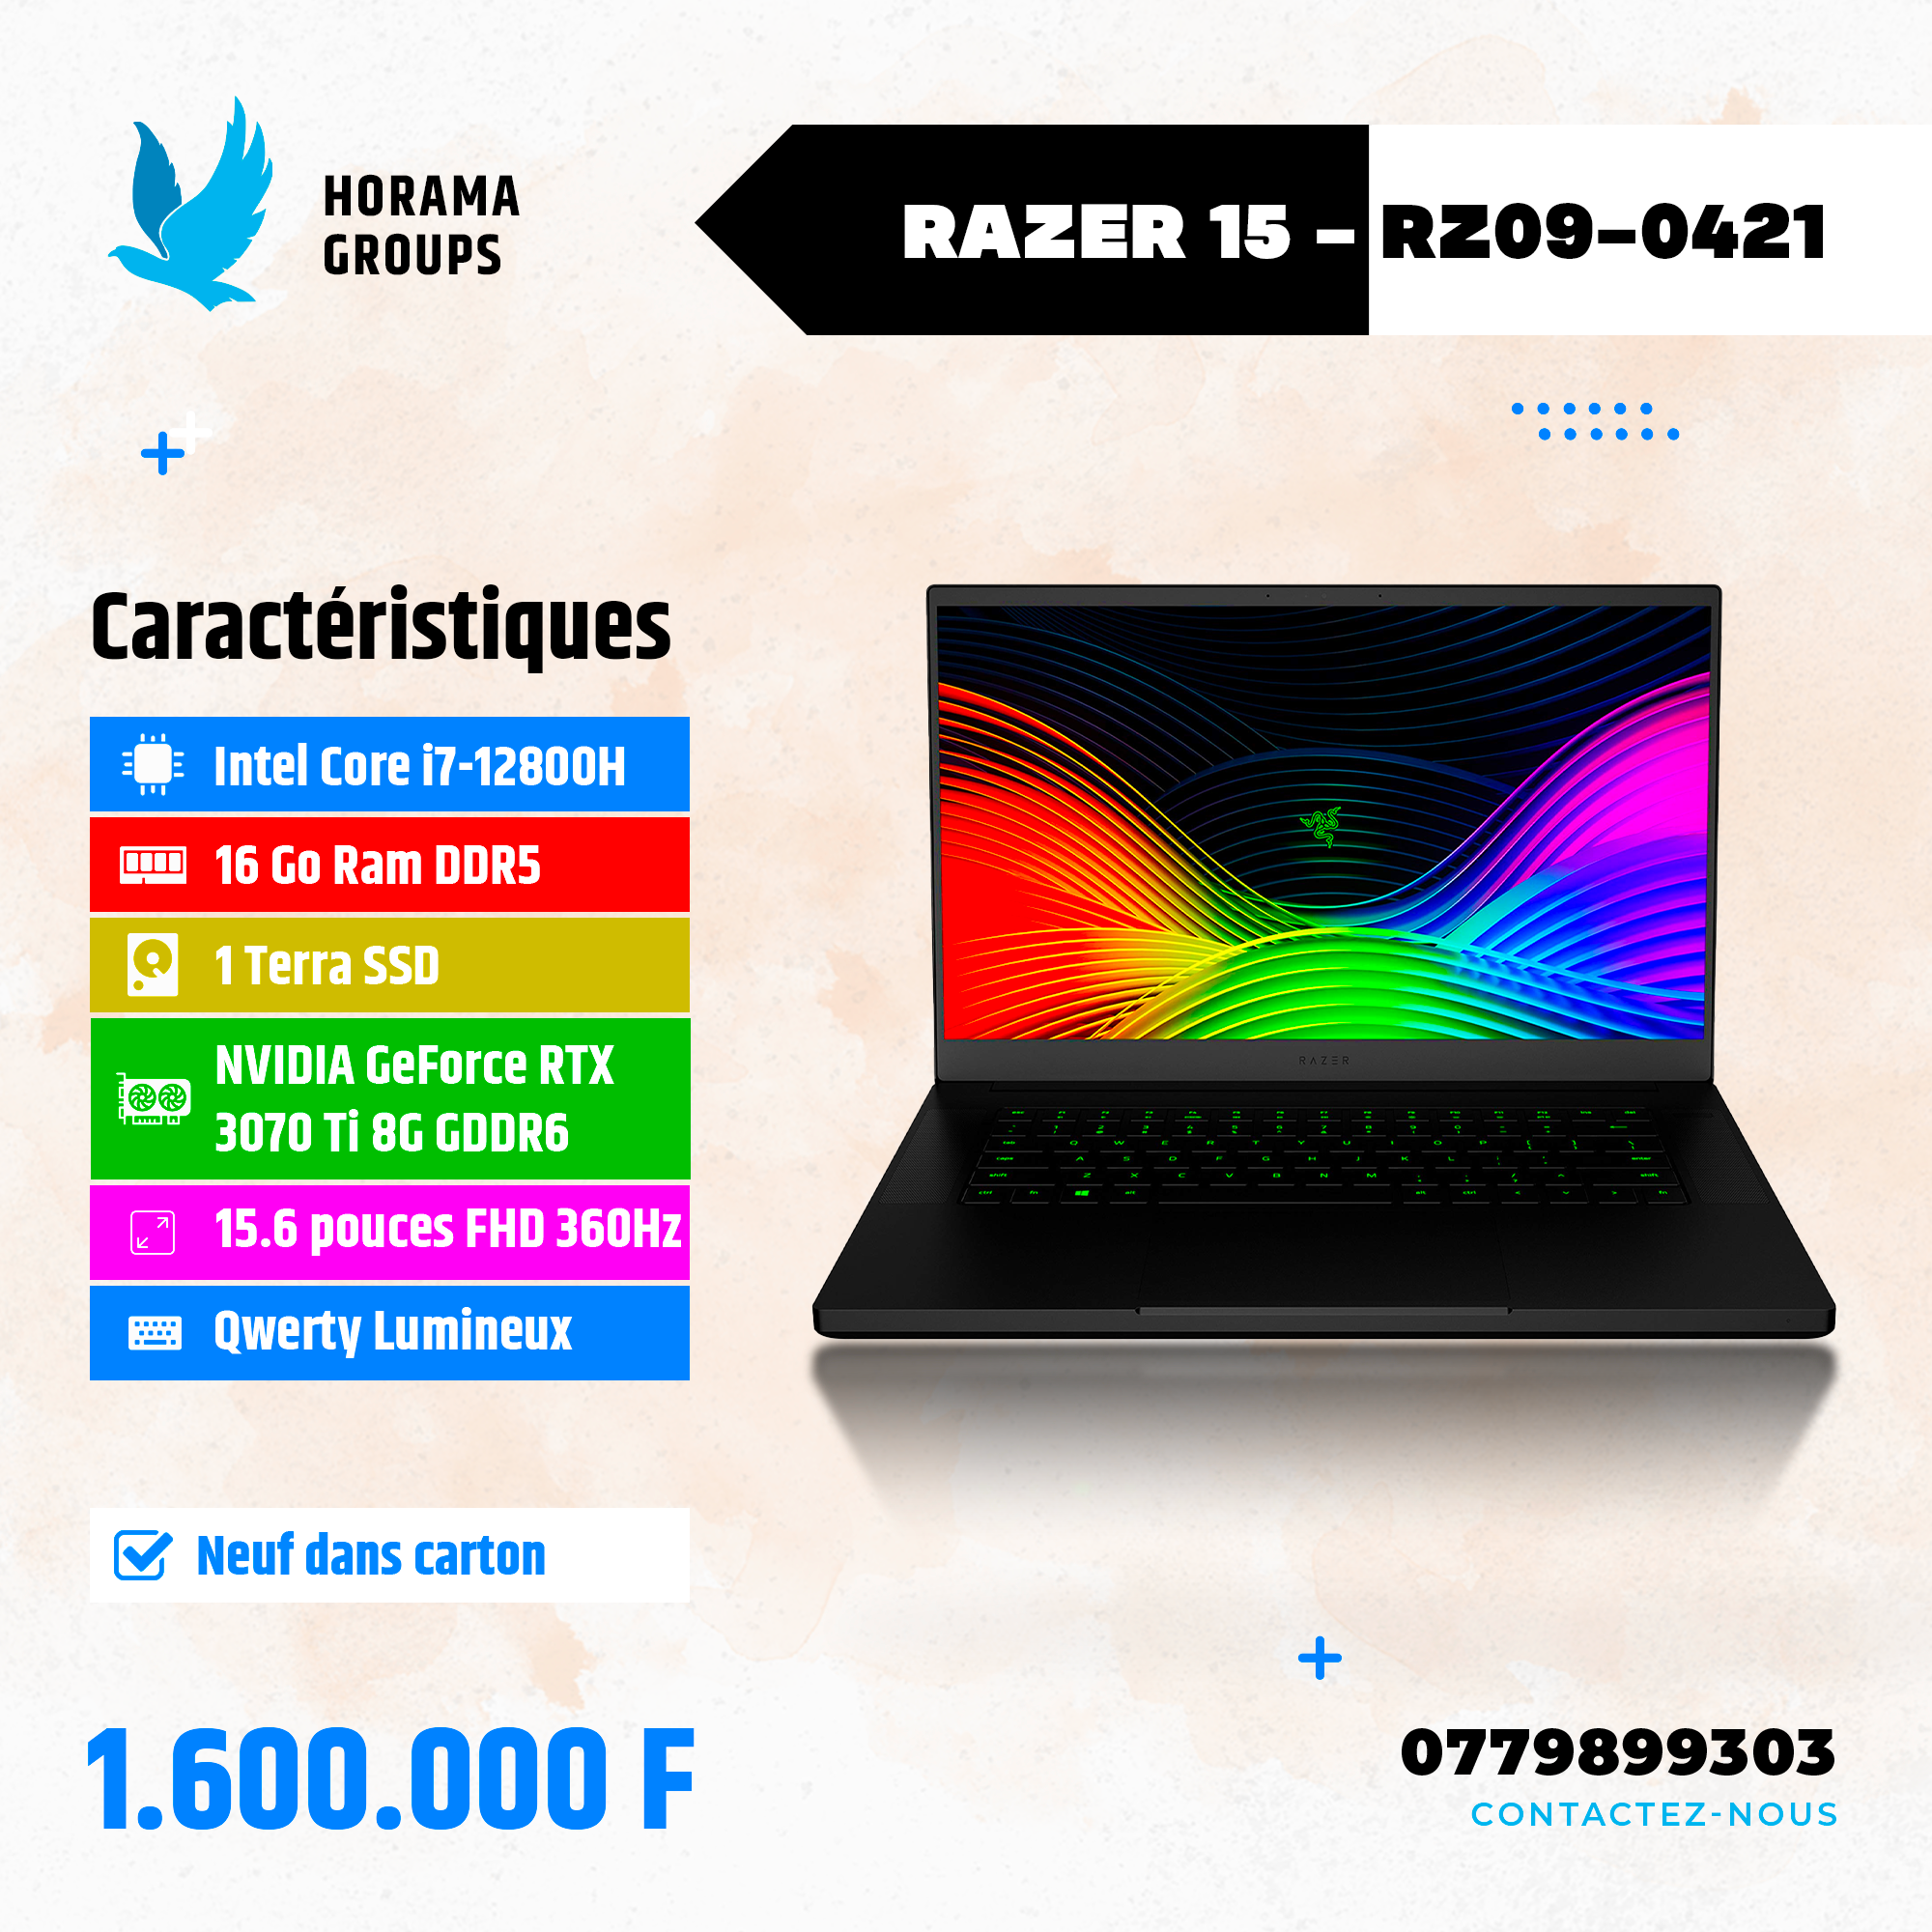 HORAMA
GROUPS
RAZER 15 - RZ09-0421
Caractéristiques
Intel Core i7-12800H
16 Go Ram DDR5
1 Terra SSD
NVIDIA GeForce RTX
3070 Ti 8G GDDR6
15.6 pouces FHD 360Hz
Qwerty Lumineux
RAZER
Neuf dans carton
1.600.000 F
0779899303
CONTACTEZ-NOUS